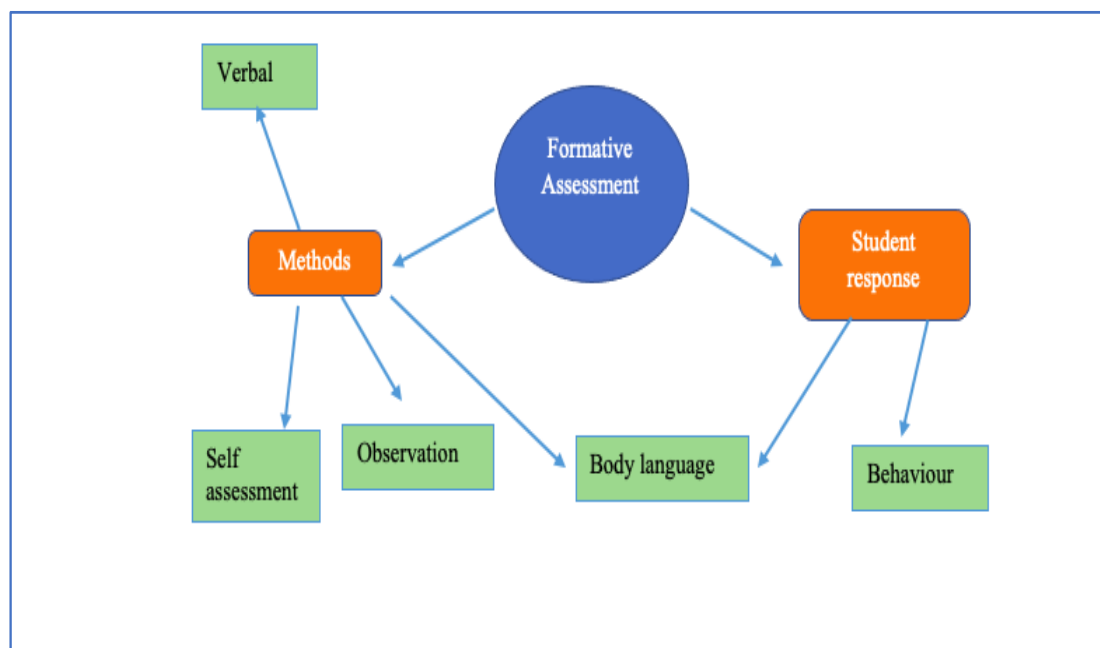 Verbal
Formative
Assessment
Methods
Student
response
Self
assessment
Observation
Body language
Behaviour